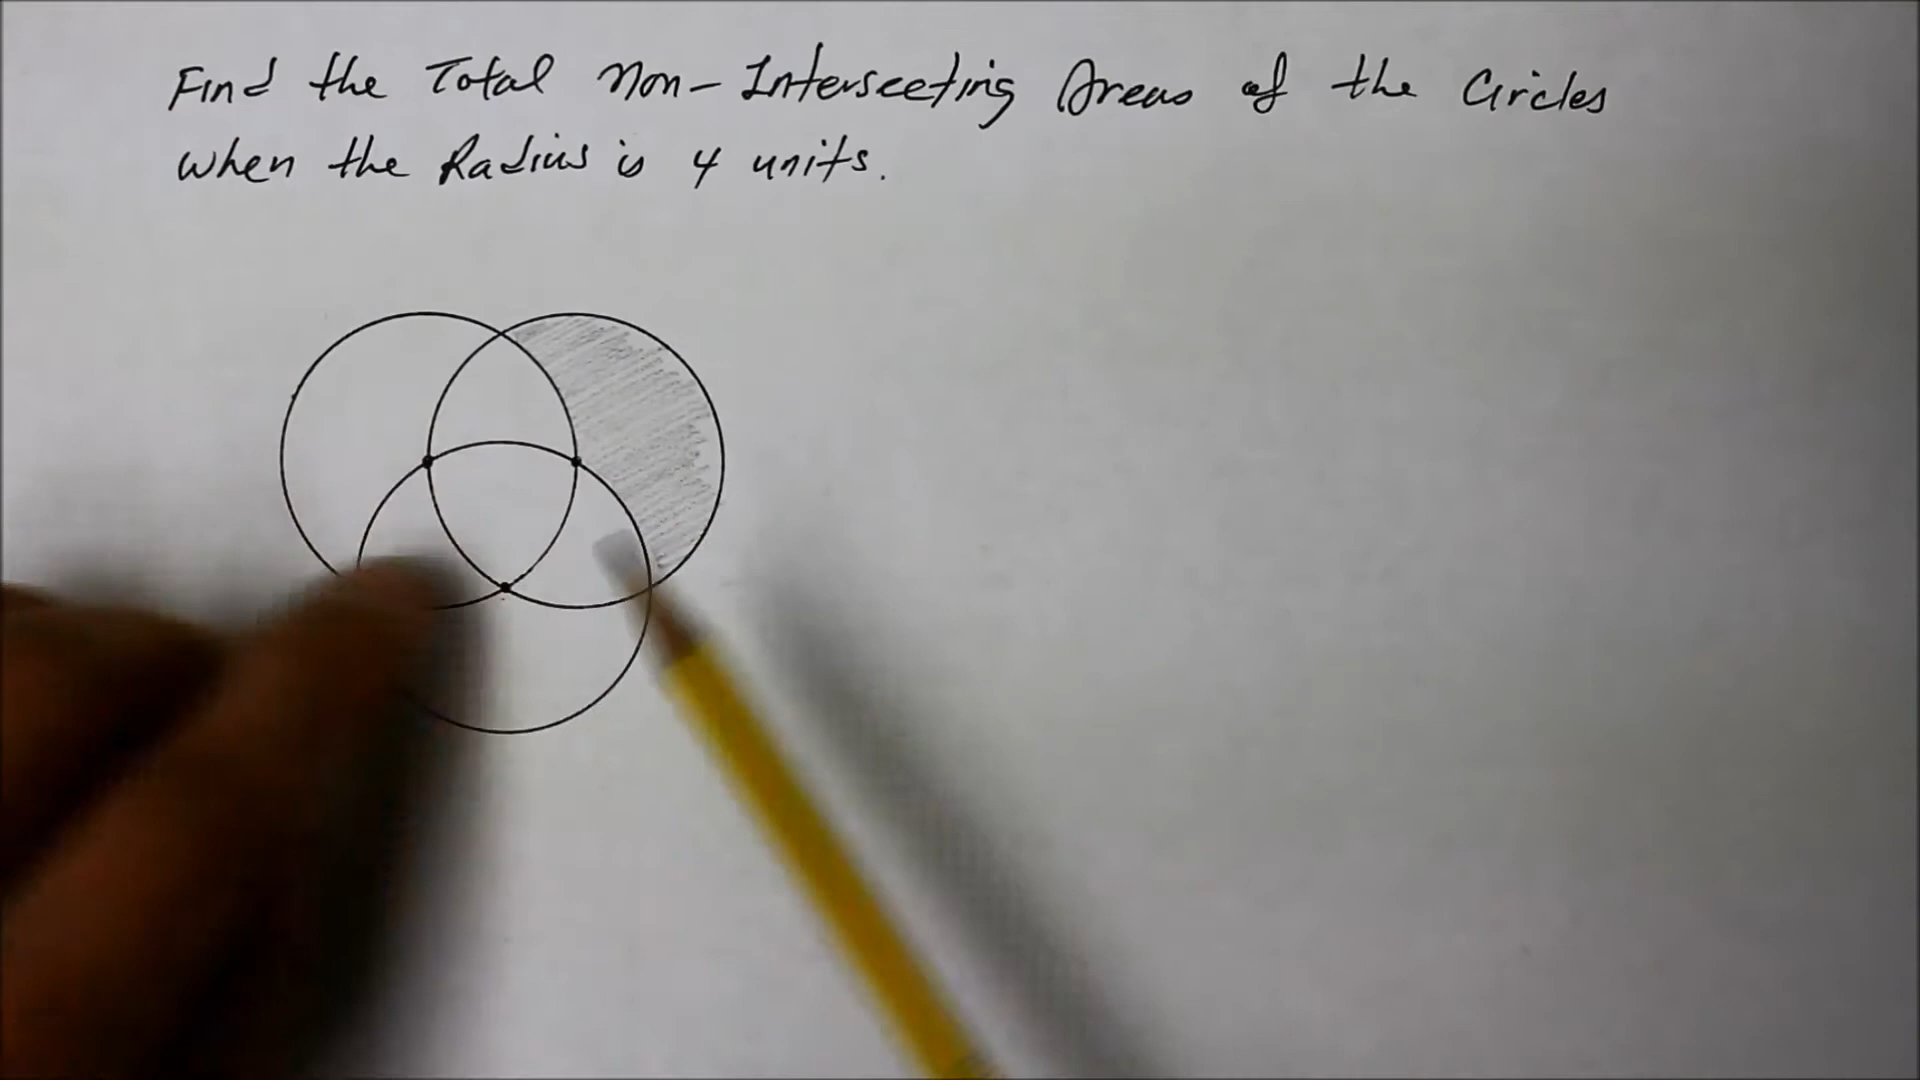 Find the Total Non-Intersecting Areas of the Circles
when the Radius is 4 units.